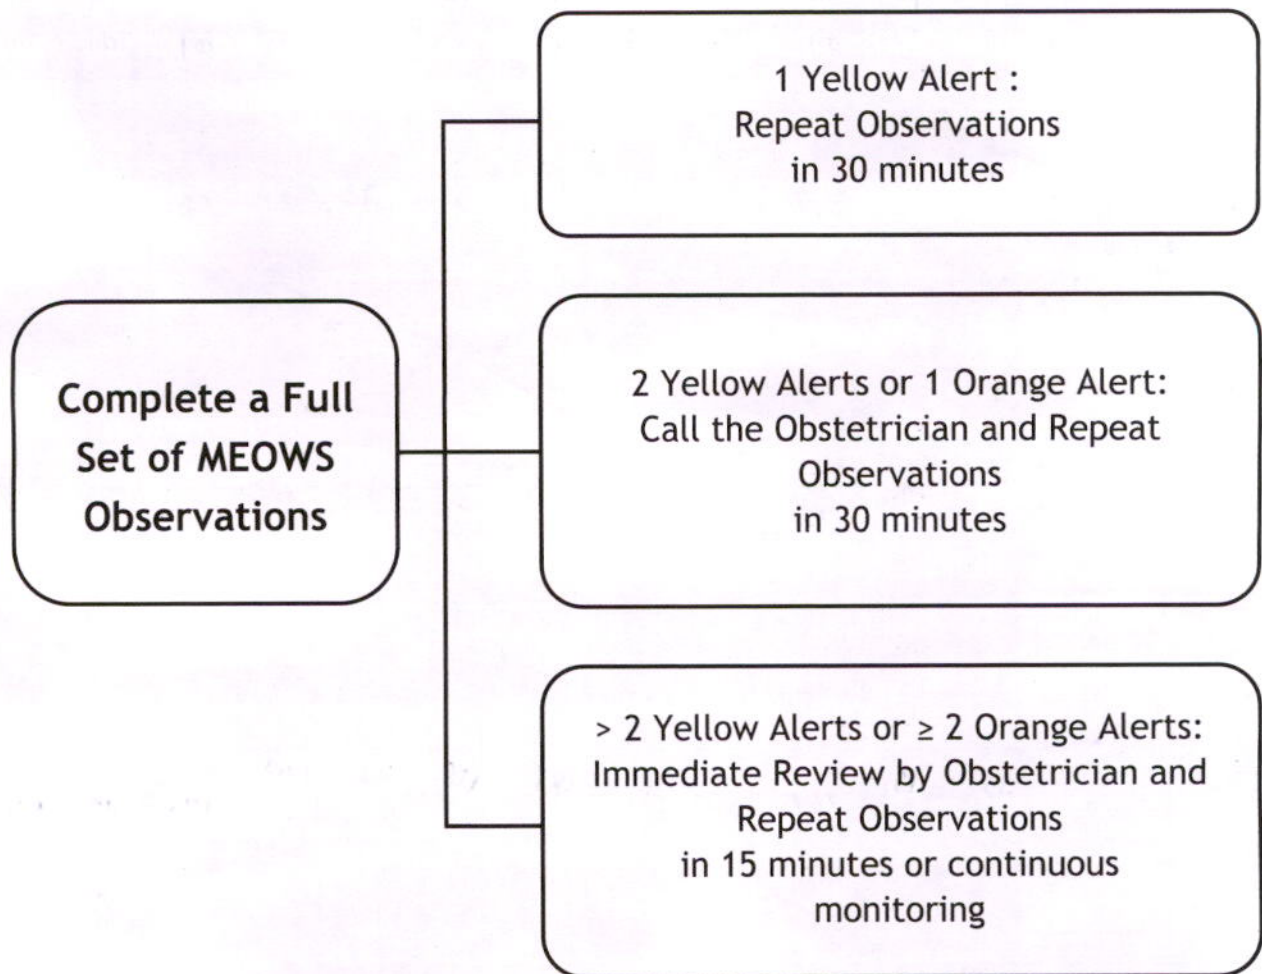 Complete a Full
Set of MEOWS
Observations
1 Yellow Alert :
Repeat Observations
in 30 minutes
2 Yellow Alerts or 1 Orange Alert:
Call the Obstetrician and Repeat
Observations
in 30 minutes
> 2 Yellow Alerts or ≥ 2 Orange Alerts:
Immediate Review by Obstetrician and
Repeat Observations
in 15 minutes or continuous
monitoring